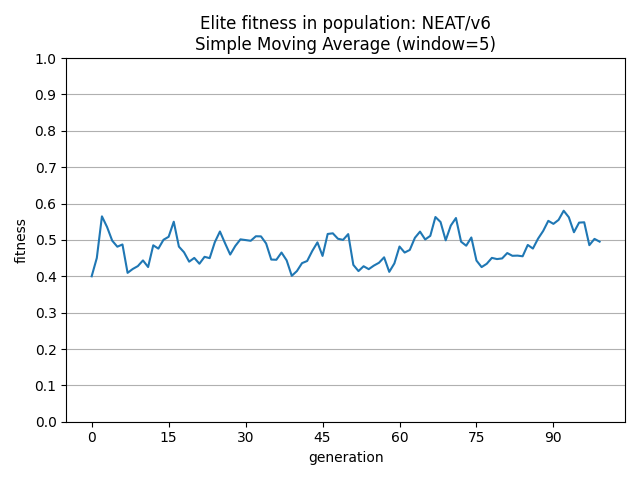 Elite fitness in population: NEAT/v6
Simple Moving Average (window=5)
1.0
0.9
0.8
0.7
0.6
0.5
0.4
0.3
0.2
0.1
0.0
fitness
0 15 30 45 60 75 90
generation